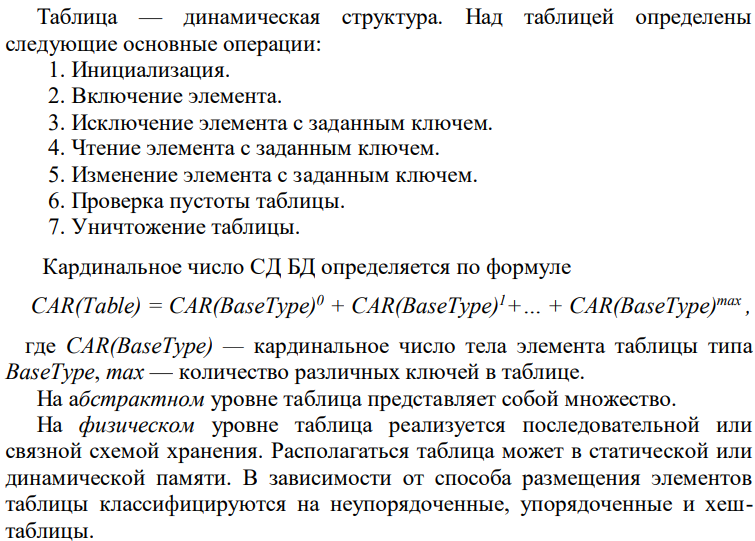 Таблица — динамическая структура. Над таблицей определены
следующие основные операции:
1. Инициализация.
2. Включение элемента.
3. Исключение элемента с заданным ключем.
4. Чтение элемента с заданным ключем.
5. Изменение элемента с заданным ключем.
6. Проверка пустоты таблицы.
7. Уничтожение таблицы.
Кардинальное число СД БД определяется по формуле
CAR(Table) = CAR(BaseType)⁰ + CAR(BaseType)¹+… + CAR(BaseType)ᵐᵃˣ ,
где CAR(BaseType) — кардинальное число тела элемента таблицы типа
BaseType, max — количество различных ключей в таблице.
На абстрактном уровне таблица представляет собой множество.
На физическом уровне таблица реализуется последовательной или
связной схемой хранения. Располагаться таблица может в статической или
динамической памяти. В зависимости от способа размещения элементов
таблицы классифицируются на неупорядоченные, упорядоченные и хеш-
таблицы.